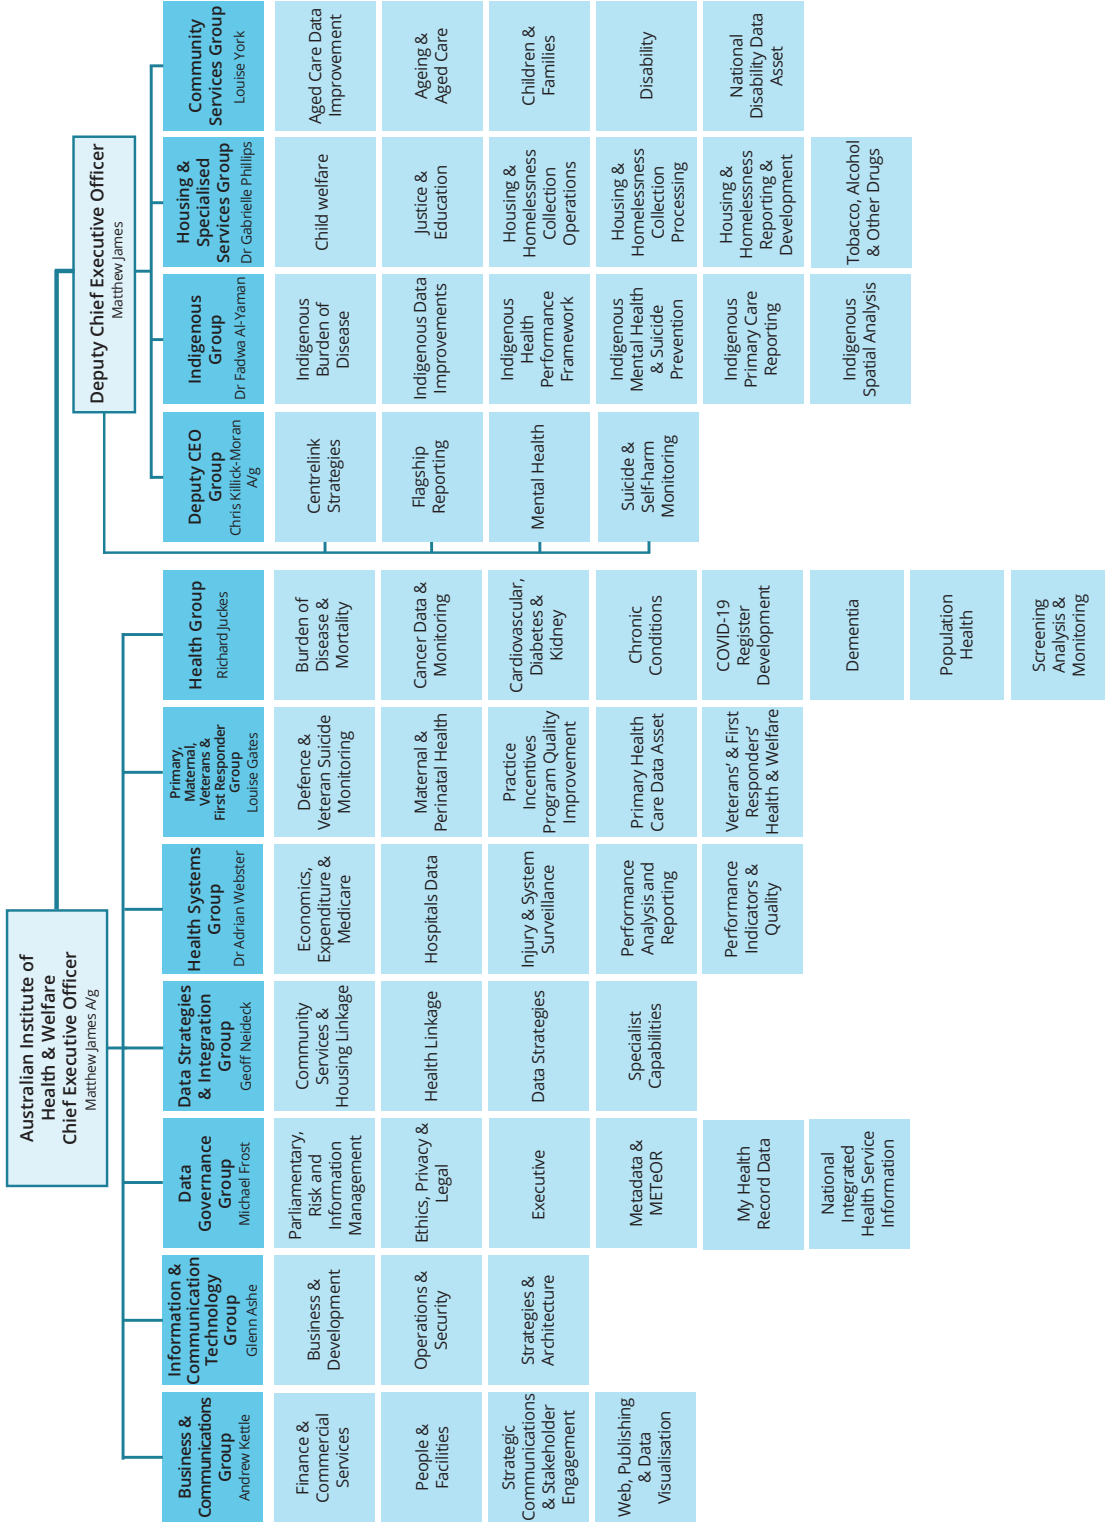 Australian Institute of
Health & Welfare
Chief Executive Officer
Matthew James A/g
Deputy Chief Executive Officer
Matthew James
Business &
Communications
Group
Andrew Kettle
Finance &
Commercial
Services
People &
Facilities
Strategic
Communications
& Stakeholder
Engagement
Web, Publishing
& Data
Visualisation
Information &
Communication
Technology
Group
Glenn Ashe
Business &
Development
Operations &
Security
Strategies &
Architecture
Data
Governance
Group
Michael Frost
Parliamentary,
Risk and
Information
Management
Ethics, Privacy &
Legal
Executive
Metadata &
METeOR
My Health
Record Data
National
Integrated
Health Service
Information
Data Strategies
& Integration
Group
Geoff Neideck
Community
Services &
Housing Linkage
Health Linkage
Data Strategies
Specialist
Capabilities
Health Systems
Group
Dr Adrian Webster
Economics,
Expenditure &
Medicare
Hospitals Data
Injury & System
Surveillance
Performance
Analysis and
Reporting
Performance
Indicators &
Quality
Primary,
Maternal,
Veterans &
First Responder
Group
Louise Gates
Defence &
Veteran Suicide
Monitoring
Maternal &
Perinatal Health
Practice
Incentives
Program Quality
Improvement
Primary Health
Care Data Asset
Veterans’ & First
Responders’
Health & Welfare
Health Group
Richard Juckes
Burden of
Disease &
Mortality
Cancer Data &
Monitoring
Cardiovascular,
Diabetes &
Kidney
Chronic
Conditions
COVID-19
Register
Development
Dementia
Population
Health
Screening
Analysis &
Monitoring
Deputy CEO
Group
Chris Killick-Moran
A/g
Centrelink
Strategies
Flagship
Reporting
Mental Health
Suicide &
Self-harm
Monitoring
Indigenous
Group
Dr Fadwa Al-Yaman
Indigenous
Burden of
Disease
Indigenous Data
Improvements
Indigenous
Health
Performance
Framework
Indigenous
Mental Health
& Suicide
Prevention
Indigenous
Primary Care
Reporting
Indigenous
Spatial Analysis
Housing &
Specialised
Services Group
Dr Gabrielle Phillips
Child welfare
Justice &
Education
Housing &
Homelessness
Collection
Operations
Housing &
Homelessness
Collection
Processing
Housing &
Homelessness
Reporting &
Development
Tobacco, Alcohol
& Other Drugs
Community
Services Group
Louise York
Aged Care Data
Improvement
Ageing &
Aged Care
Children &
Families
Disability
National
Disability Data
Asset